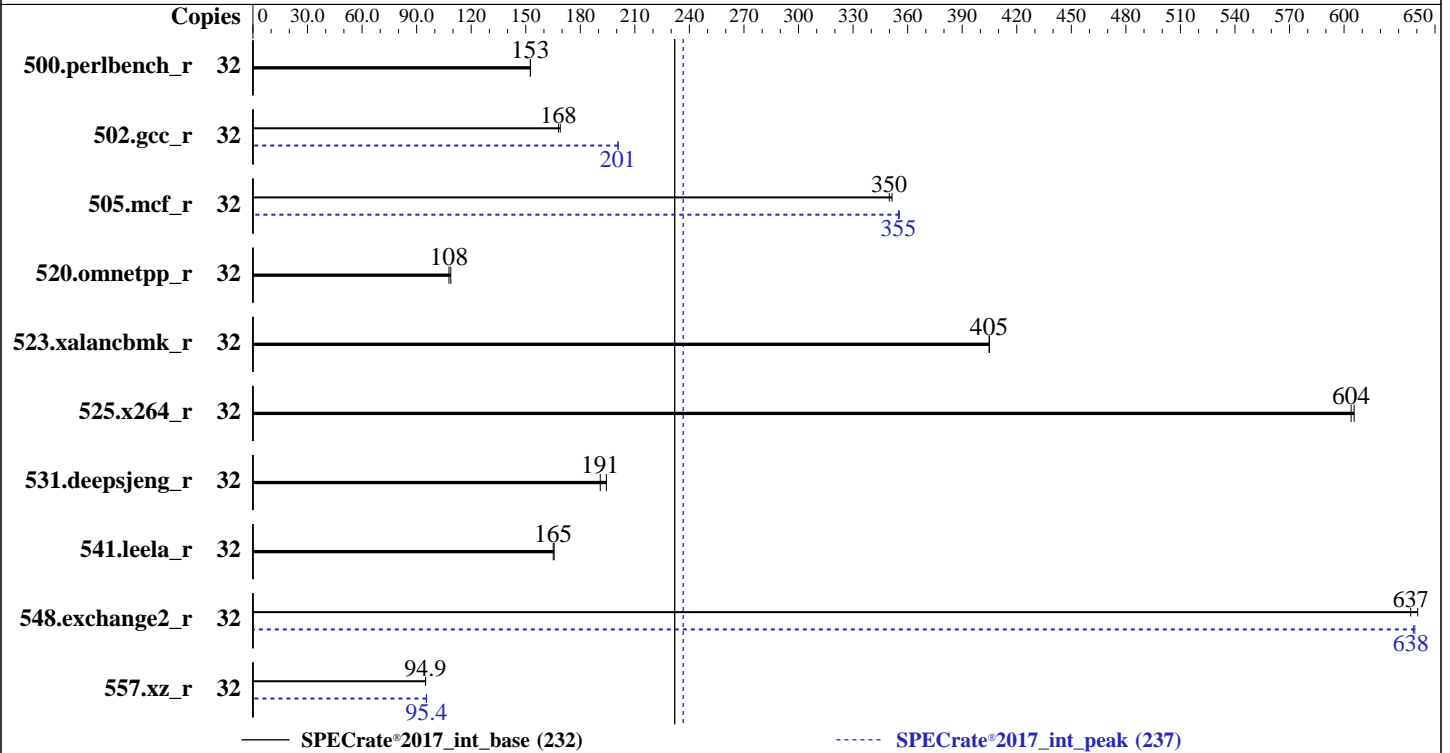 Copies 0 30.0 60.0 90.0 120 150 180 210 240 270 300 330 360 390 420 450 480 510 540 570 600 650
153
500.perlbench_r 32
168
502.gcc_r 32
201
350
505.mcf_r 32
355
108
520.omnetpp_r 32
405
523.xalancbmk_r 32
604
525.x264_r 32
191
531.deepsjeng_r 32
165
541.leela_r 32
637
548.exchange2_r 32
638
94.9
557.xz_r 32
95.4
SPECrate®2017_int_base (232) SPECrate®2017_int_peak (237)